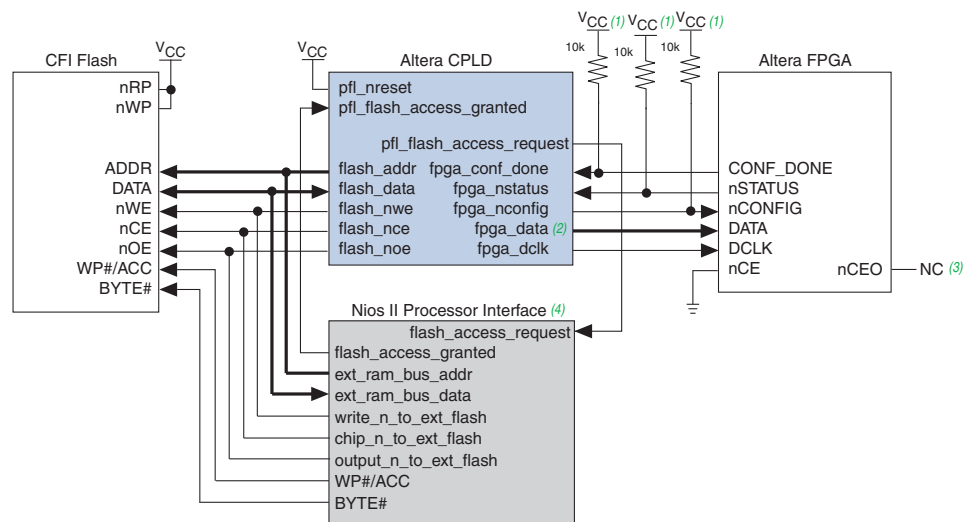 CFI Flash
VCC
nRP
nWP
ADDR
DATA
nWE
nCE
nOE
WP#/ACC
BYTE#
VCC
Altera CPLD
pfl_nreset
pfl_flash_access_granted
pfl_flash_access_request
flash_addr fpga_conf_done
flash_data fpga_nstatus
flash_nwe fpga_nconfig
flash_nce fpga_data (2)
flash_noe fpga_dclk
VCC (1) VCC (1) VCC (1)
10k 10k 10k
Altera FPGA
CONF_DONE
nSTATUS
nCONFIG
DATA
DCLK
nCE nCEO NC (3)
Nios II Processor Interface (4)
flash_access_request
flash_access_granted
ext_ram_bus_addr
ext_ram_bus_data
write_n_to_ext_flash
chip_n_to_ext_flash
output_n_to_ext_flash
WP#/ACC
BYTE#